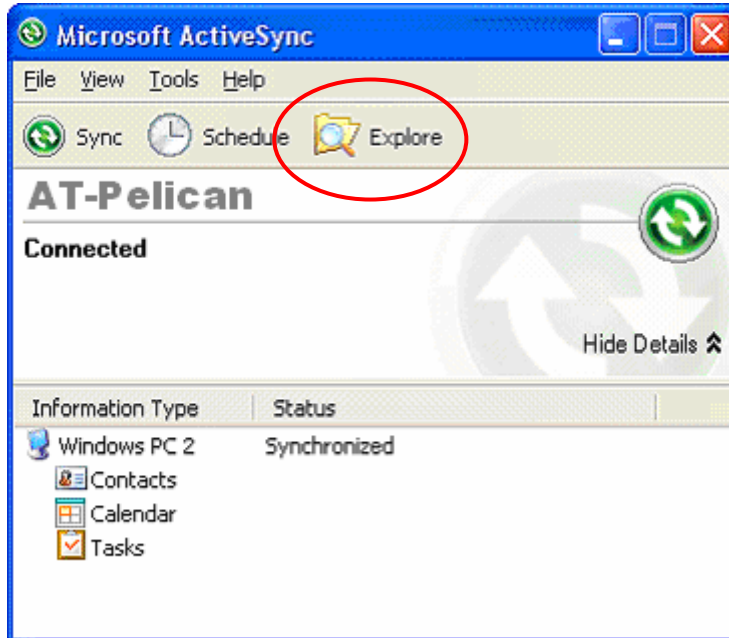 Microsoft ActiveSync
File View Tools Help
Sync Schedule Explore
AT-Pelican
Connected
Hide Details
Information Type Status
Windows PC 2 Synchronized
Contacts
Calendar
Tasks